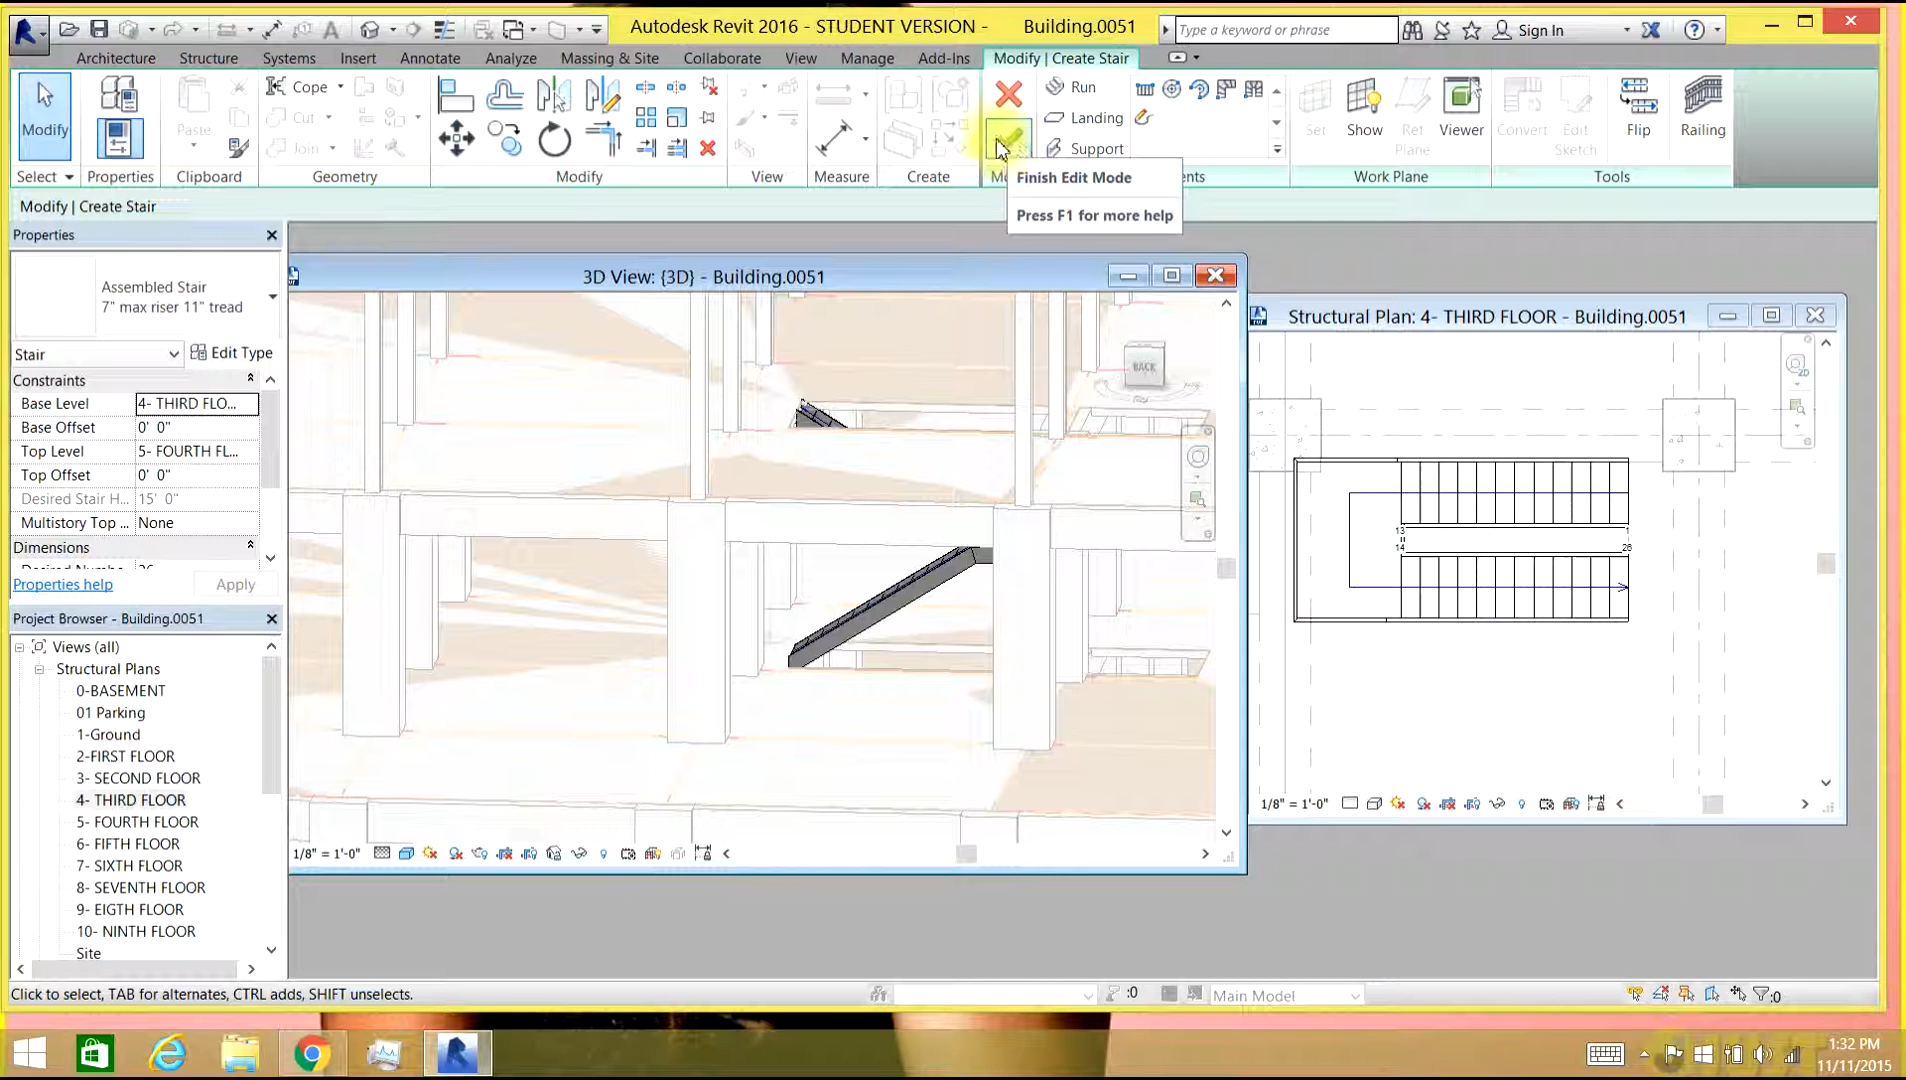 Autodesk Revit 2016 - STUDENT VERSION - Building.0051
Type a keyword or phrase
Sign In
Architecture Structure Systems Insert Annotate Analyze Massing & Site Collaborate View Manage Add-Ins Modify | Create Stair
Modify
Paste
Cope
Cut
Join
Run
Landing
Support
Set
Show
Ref Plane
Viewer
Convert
Edit Sketch
Flip
Railing
Select Properties Clipboard Geometry Modify View Measure Create
Work Plane Tools
Finish Edit Mode
Press F1 for more help
Modify | Create Stair
Properties
Assembled Stair
7" max riser 11" tread
Stair
Edit Type
Constraints
Base Level 4- THIRD FLO...
Base Offset 0' 0"
Top Level 5- FOURTH FL...
Top Offset 0' 0"
Desired Stair H... 15' 0"
Multistory Top ... None
Dimensions
Properties help
Apply
Project Browser - Building.0051
Views (all)
Structural Plans
0-BASEMENT
01 Parking
1-Ground
2-FIRST FLOOR
3- SECOND FLOOR
4- THIRD FLOOR
5- FOURTH FLOOR
6- FIFTH FLOOR
7- SIXTH FLOOR
8- SEVENTH FLOOR
9- EIGTH FLOOR
10- NINTH FLOOR
Site
3D View: {3D} - Building.0051
BACK
1/8" = 1'-0"
Structural Plan: 4- THIRD FLOOR - Building.0051
2D
13
14
1
26
1/8" = 1'-0"
Click to select, TAB for alternates, CTRL adds, SHIFT unselects.
:0
Main Model
:0
1:32 PM
11/11/2015